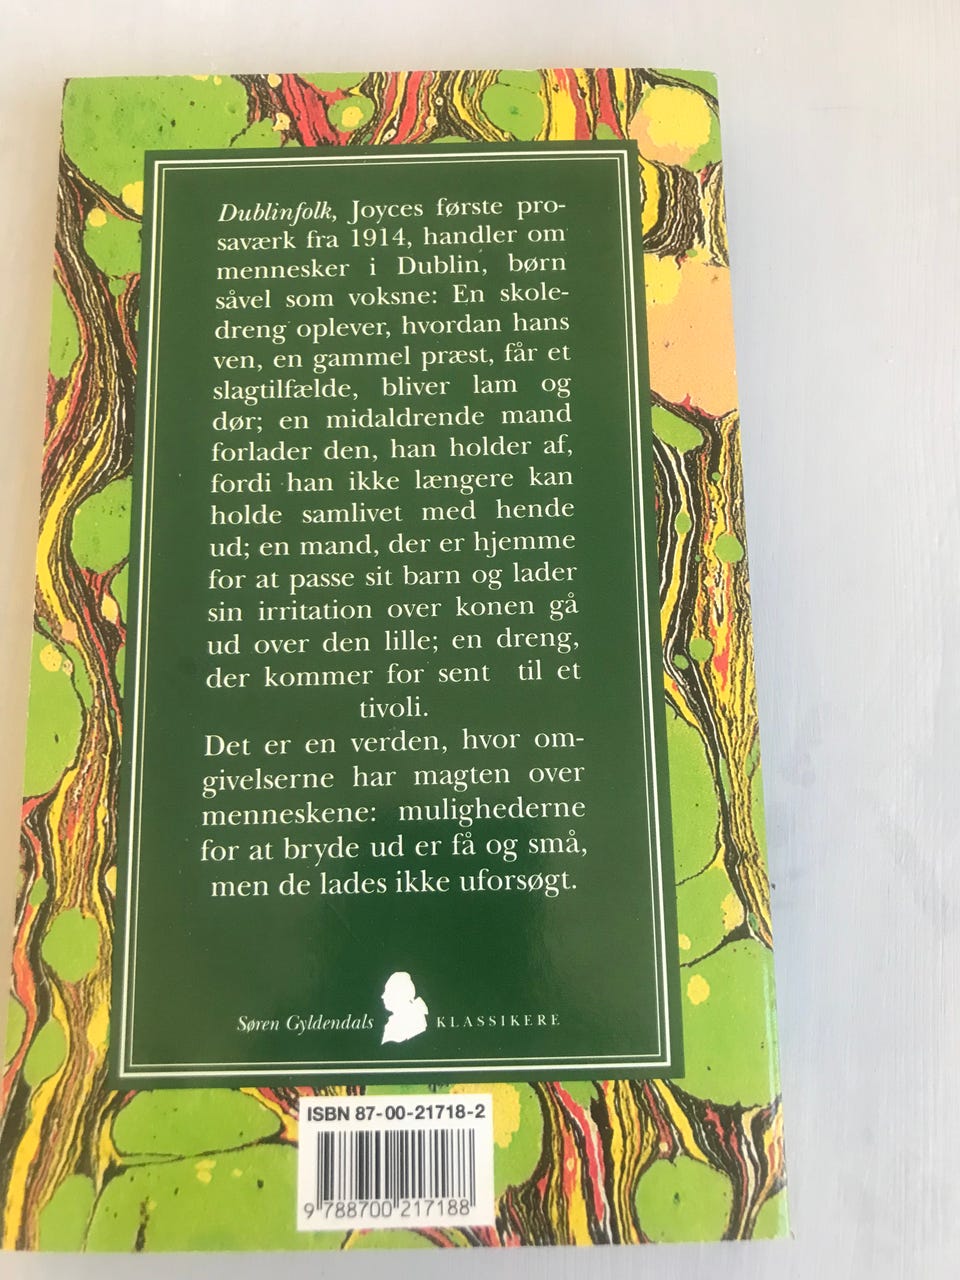 Dublinfolk, Joyces første pro-
saværk fra 1914, handler om
mennesker i Dublin, børn
såvel som voksne: En skole-
dreng oplever, hvordan hans
ven, en gammel præst, får et
slagtilfælde, bliver lam og
dør; en midaldrende mand
forlader den, han holder af,
fordi han ikke længere kan
holde samlivet med hende
ud; en mand, der er hjemme
for at passe sit barn og lader
sin irritation over konen gå
ud over den lille; en dreng,
der kommer for sent til et
tivoli.
Det er en verden, hvor om-
givelserne har magten over
menneskene: mulighederne
for at bryde ud er få og små,
men de lades ikke uforsøgt.
Søren Gyldendals KLASSIKERE
ISBN 87-00-21718-2
9 788700 217188